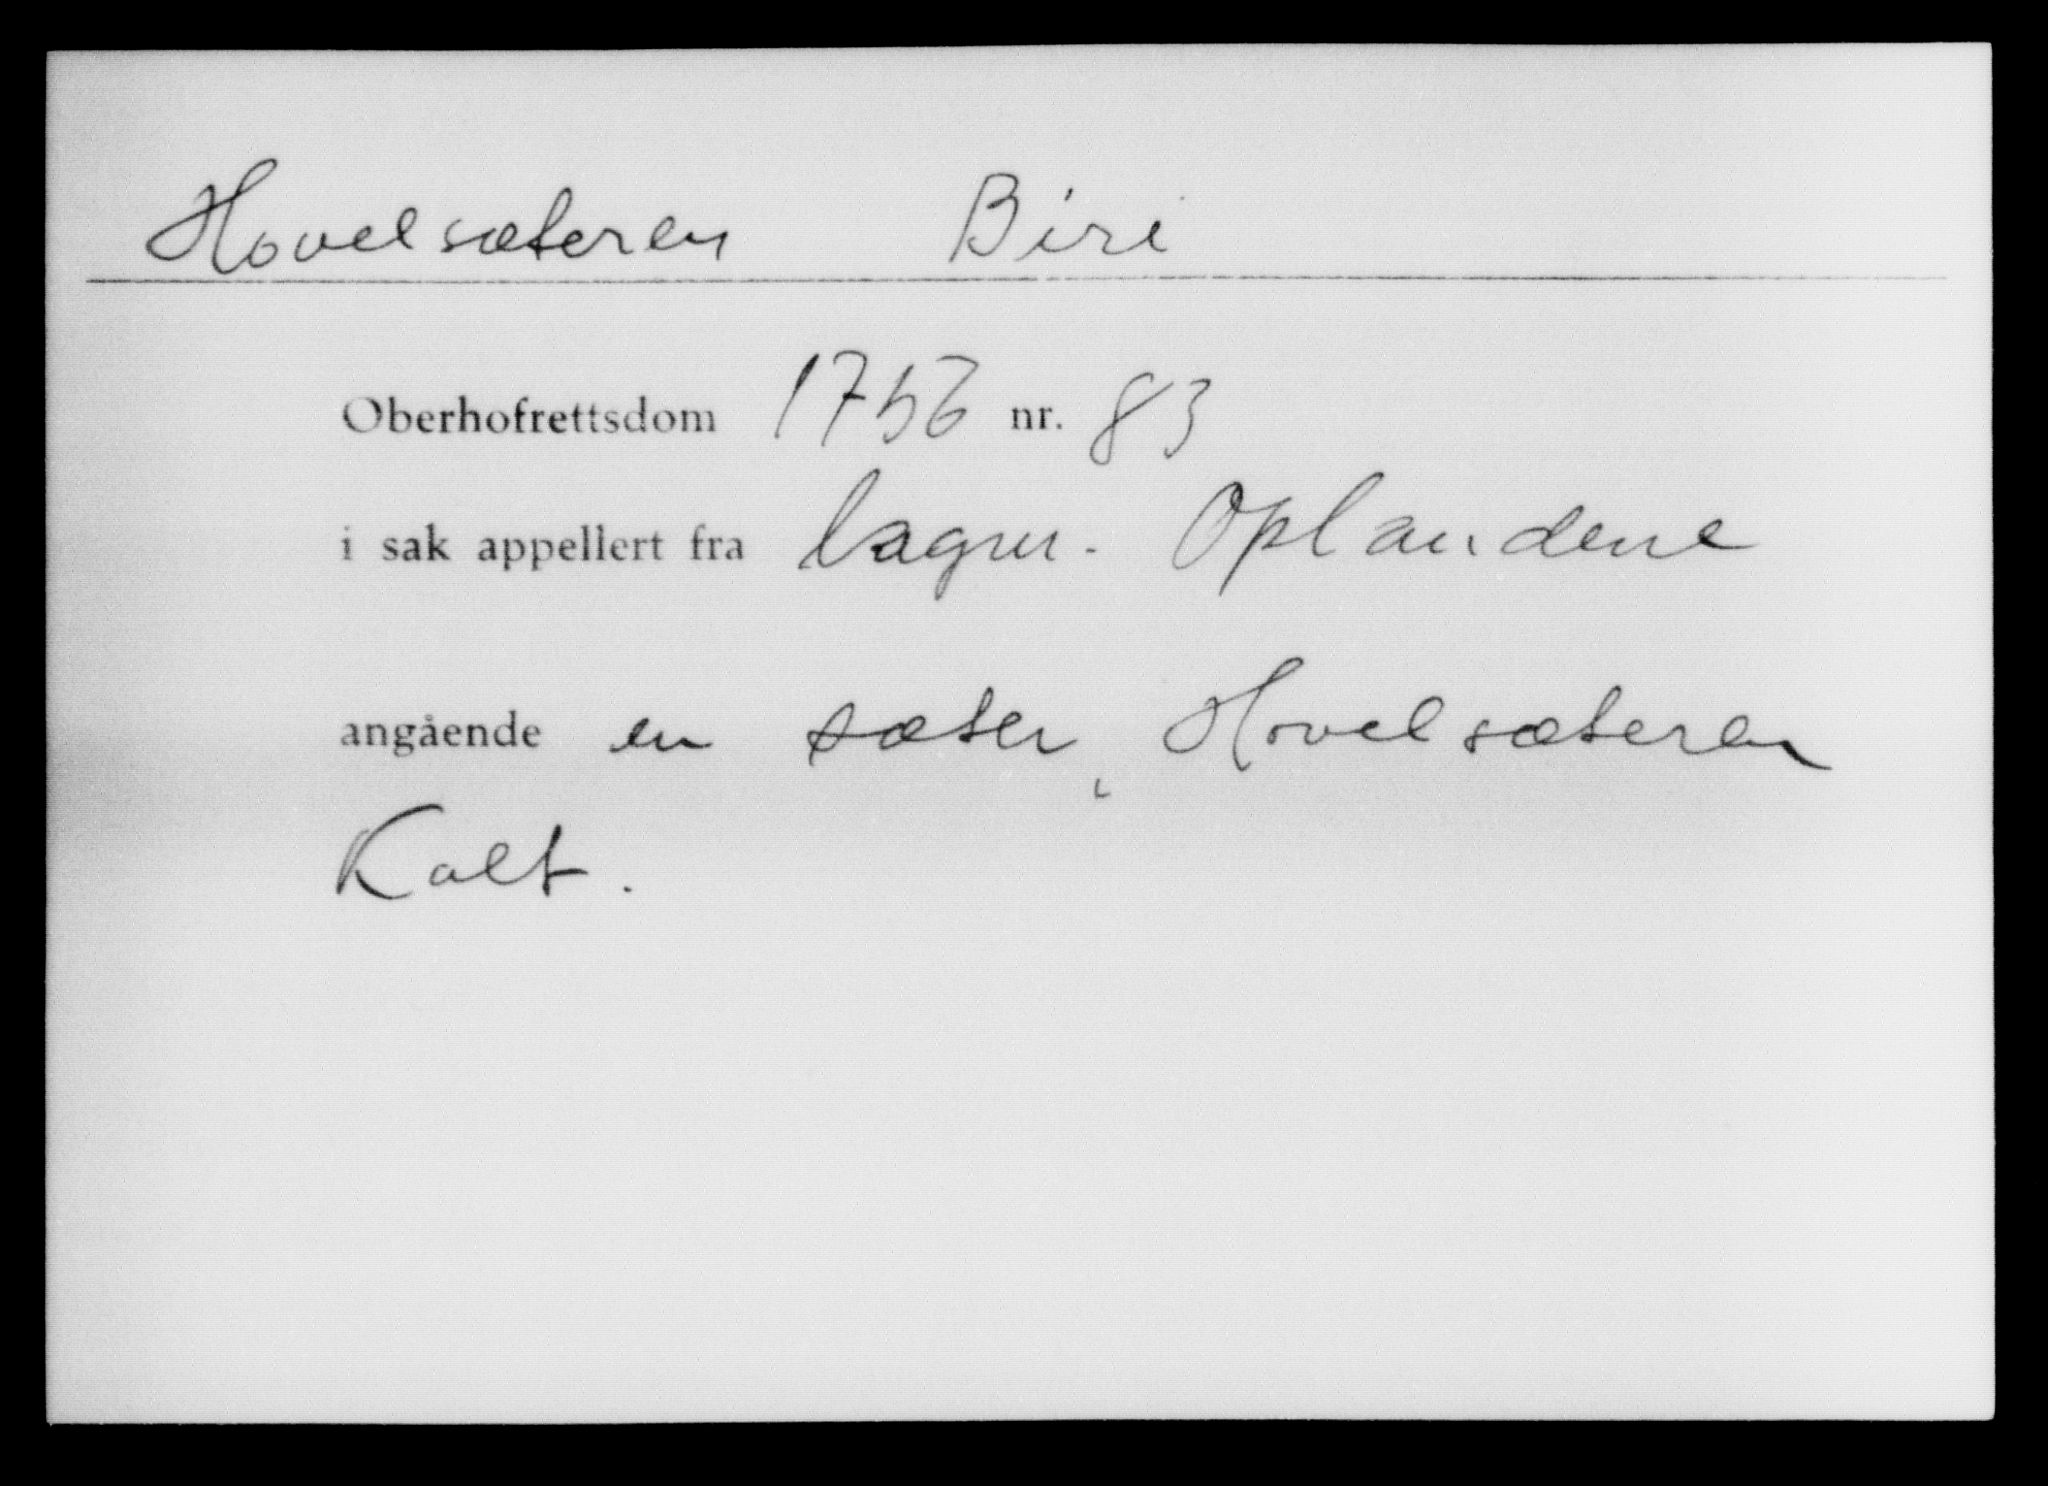 Hovelsæteren Biri
Oberhofrettsdom 1756 nr. 83
i sak appellert fra lagm. Oplandene
angående en sæter, Hovelsæteren
Kalt.